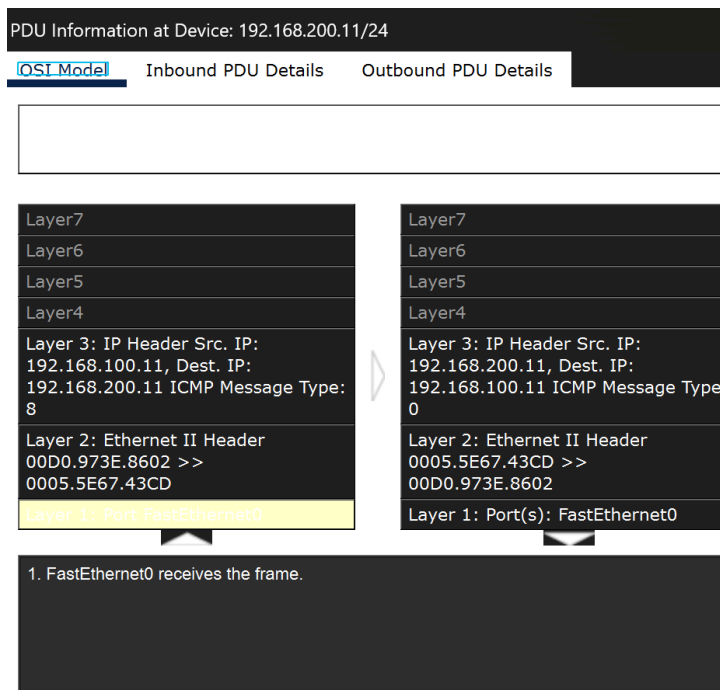 PDU Information at Device: 192.168.200.11/24
OSI Model Inbound PDU Details Outbound PDU Details
Layer7
Layer6
Layer5
Layer4
Layer 3: IP Header Src. IP:
192.168.100.11, Dest. IP:
192.168.200.11 ICMP Message Type:
8
Layer 2: Ethernet II Header
00D0.973E.8602 >>
0005.5E67.43CD
Layer 1: Port FastEthernet0
Layer7
Layer6
Layer5
Layer4
Layer 3: IP Header Src. IP:
192.168.200.11, Dest. IP:
192.168.100.11 ICMP Message Type
0
Layer 2: Ethernet II Header
0005.5E67.43CD >>
00D0.973E.8602
Layer 1: Port(s): FastEthernet0
1. FastEthernet0 receives the frame.